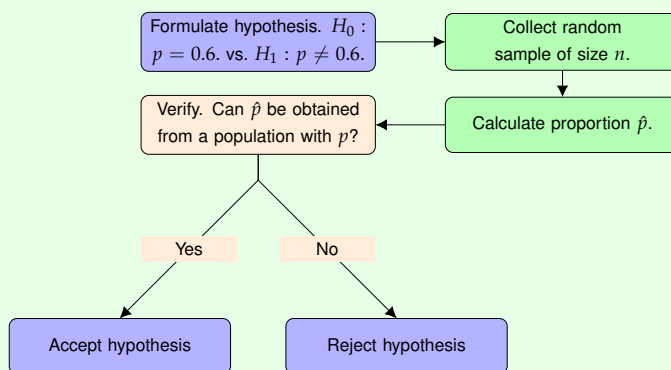 Formulate hypothesis. H₀ :
p = 0.6. vs. H₁ : p ≠ 0.6.
Collect random
sample of size n.
Calculate proportion p̂.
Verify. Can p̂ be obtained
from a population with p?
Yes
No
Accept hypothesis
Reject hypothesis